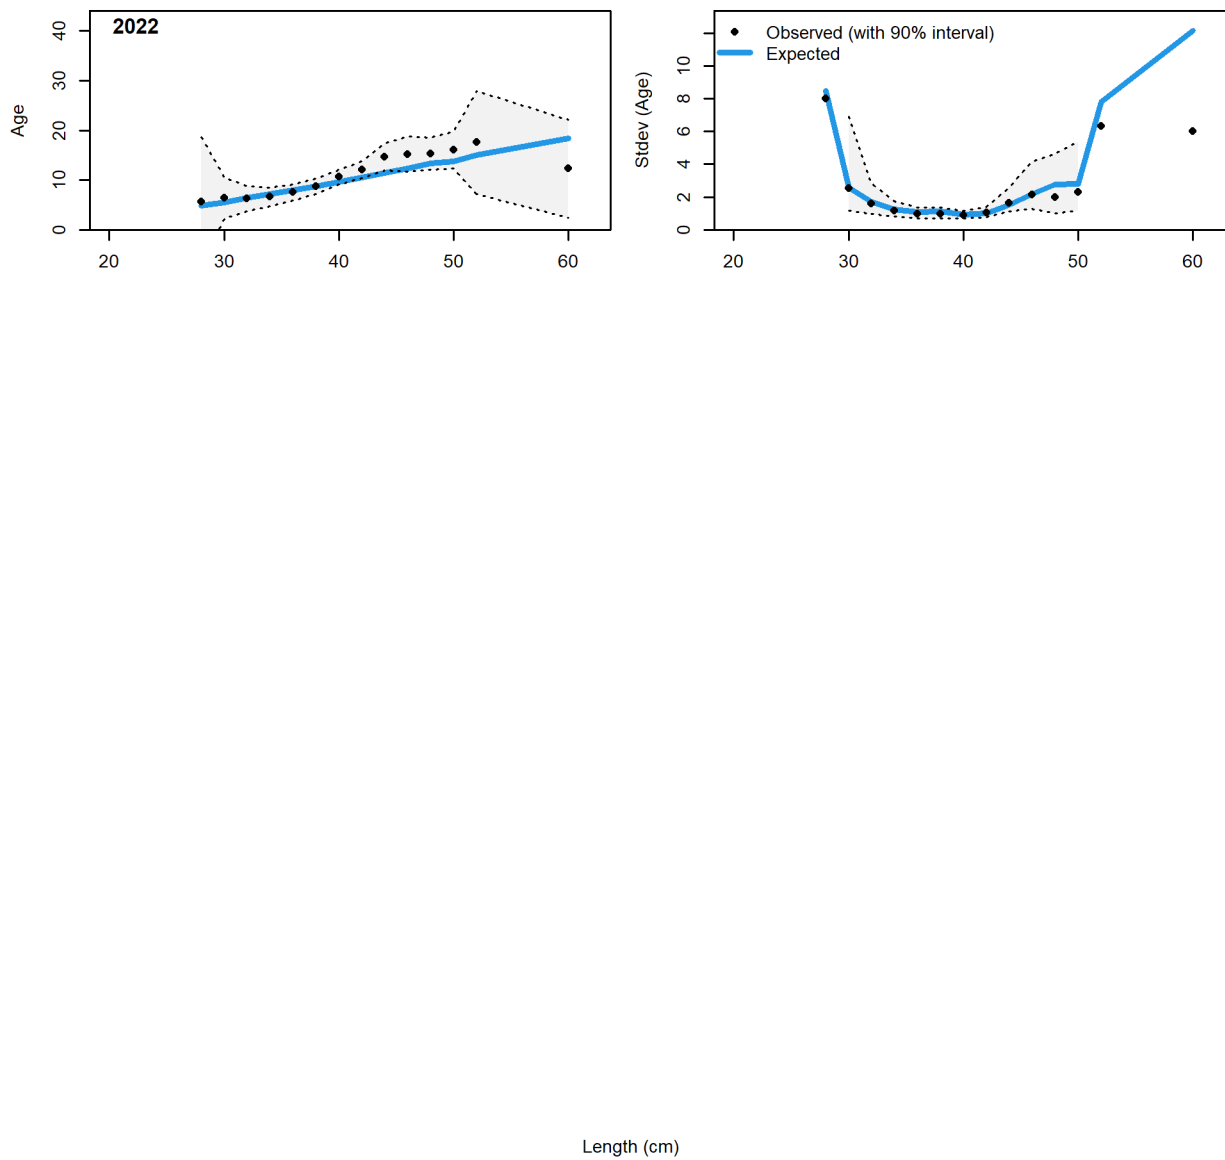 2022
Age
0 10 20 30 40
20 30 40 50 60
Observed (with 90% interval)
Expected
Stdev (Age)
0 2 4 6 8 10
20 30 40 50 60
Length (cm)